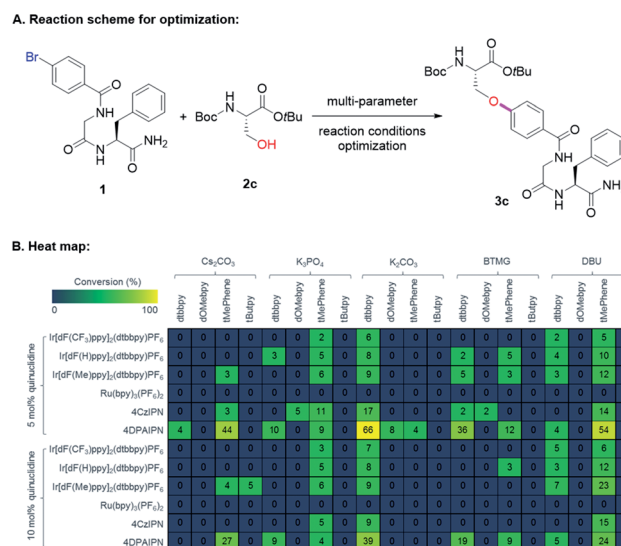 A. Reaction scheme for optimization:
Br
O
NH
O
N
H
NH₂
O
1
+
BocHN
O
OtBu
OH
2c
multi-parameter
reaction conditions
optimization
BocHN
O
OtBu
O
O
NH
O
N
H
NH
O
3c
B. Heat map:
Conversion (%)
0 100
Cs₂CO₃ K₃PO₄ K₂CO₃ BTMG DBU
dtbbpy dOMebpy tMePhene tButpy dtbbpy dOMebpy tMePhene tButpy dtbbpy dOMebpy tMePhene tButpy dtbbpy dOMebpy tMePhene tButpy dtbbpy dOMebpy tMePhene
5 mol% quinuclidine
Ir[dF(CF₃)ppy]₂(dtbbpy)PF₆ 0 0 0 0 0 0 2 0 6 0 0 0 0 0 0 0 2 0 5
Ir[dF(H)ppy]₂(dtbbpy)PF₆ 0 0 0 0 3 0 5 0 8 0 0 0 2 0 5 0 4 0 10
Ir[dF(Me)ppy]₂(dtbbpy)PF₆ 0 0 3 0 0 0 6 0 9 0 0 0 5 0 3 0 3 0 12
Ru(bpy)₃(PF₆)₂ 0 0 0 0 0 0 0 0 0 0 0 0 0 0 0 0 0 0 0
4CzIPN 0 0 3 0 0 5 11 0 17 0 0 0 2 2 0 0 0 0 14
4DPAIPN 4 0 44 0 10 0 9 0 66 8 4 0 36 0 12 0 4 0 54
10 mol% quinuclidine
Ir[dF(CF₃)ppy]₂(dtbbpy)PF₆ 0 0 0 0 0 0 3 0 7 0 0 0 0 0 0 0 5 0 6
Ir[dF(H)ppy]₂(dtbbpy)PF₆ 0 0 0 0 0 0 5 0 8 0 0 0 0 0 3 0 3 0 12
Ir[dF(Me)ppy]₂(dtbbpy)PF₆ 0 0 4 5 0 0 6 0 9 0 0 0 0 0 0 0 7 0 23
Ru(bpy)₃(PF₆)₂ 0 0 0 0 0 0 0 0 0 0 0 0 0 0 0 0 0 0 0
4CzIPN 0 0 0 0 0 0 5 0 9 0 0 0 0 0 0 0 0 0 15
4DPAIPN 0 0 27 0 9 0 4 0 39 0 0 0 19 0 9 0 5 0 24